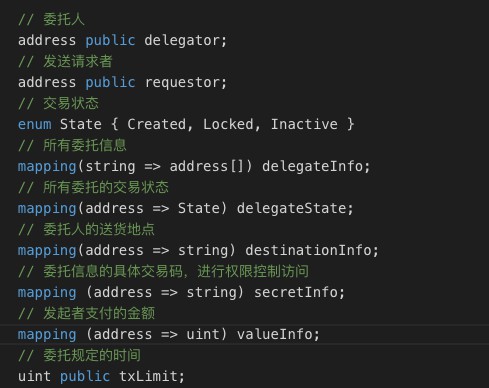 // 委托人
address public delegator;
// 发送请求者
address public requestor;
// 交易状态
enum State { Created, Locked, Inactive }
// 所有委托信息
mapping(string => address[]) delegateInfo;
// 所有委托的交易状态
mapping(address => State) delegateState;
// 委托人的送货地点
mapping(address => string) destinationInfo;
// 委托信息的具体交易码，进行权限控制访问
mapping (address => string) secretInfo;
// 发起者支付的金额
mapping (address => uint) valueInfo;
// 委托规定的时间
uint public txLimit;